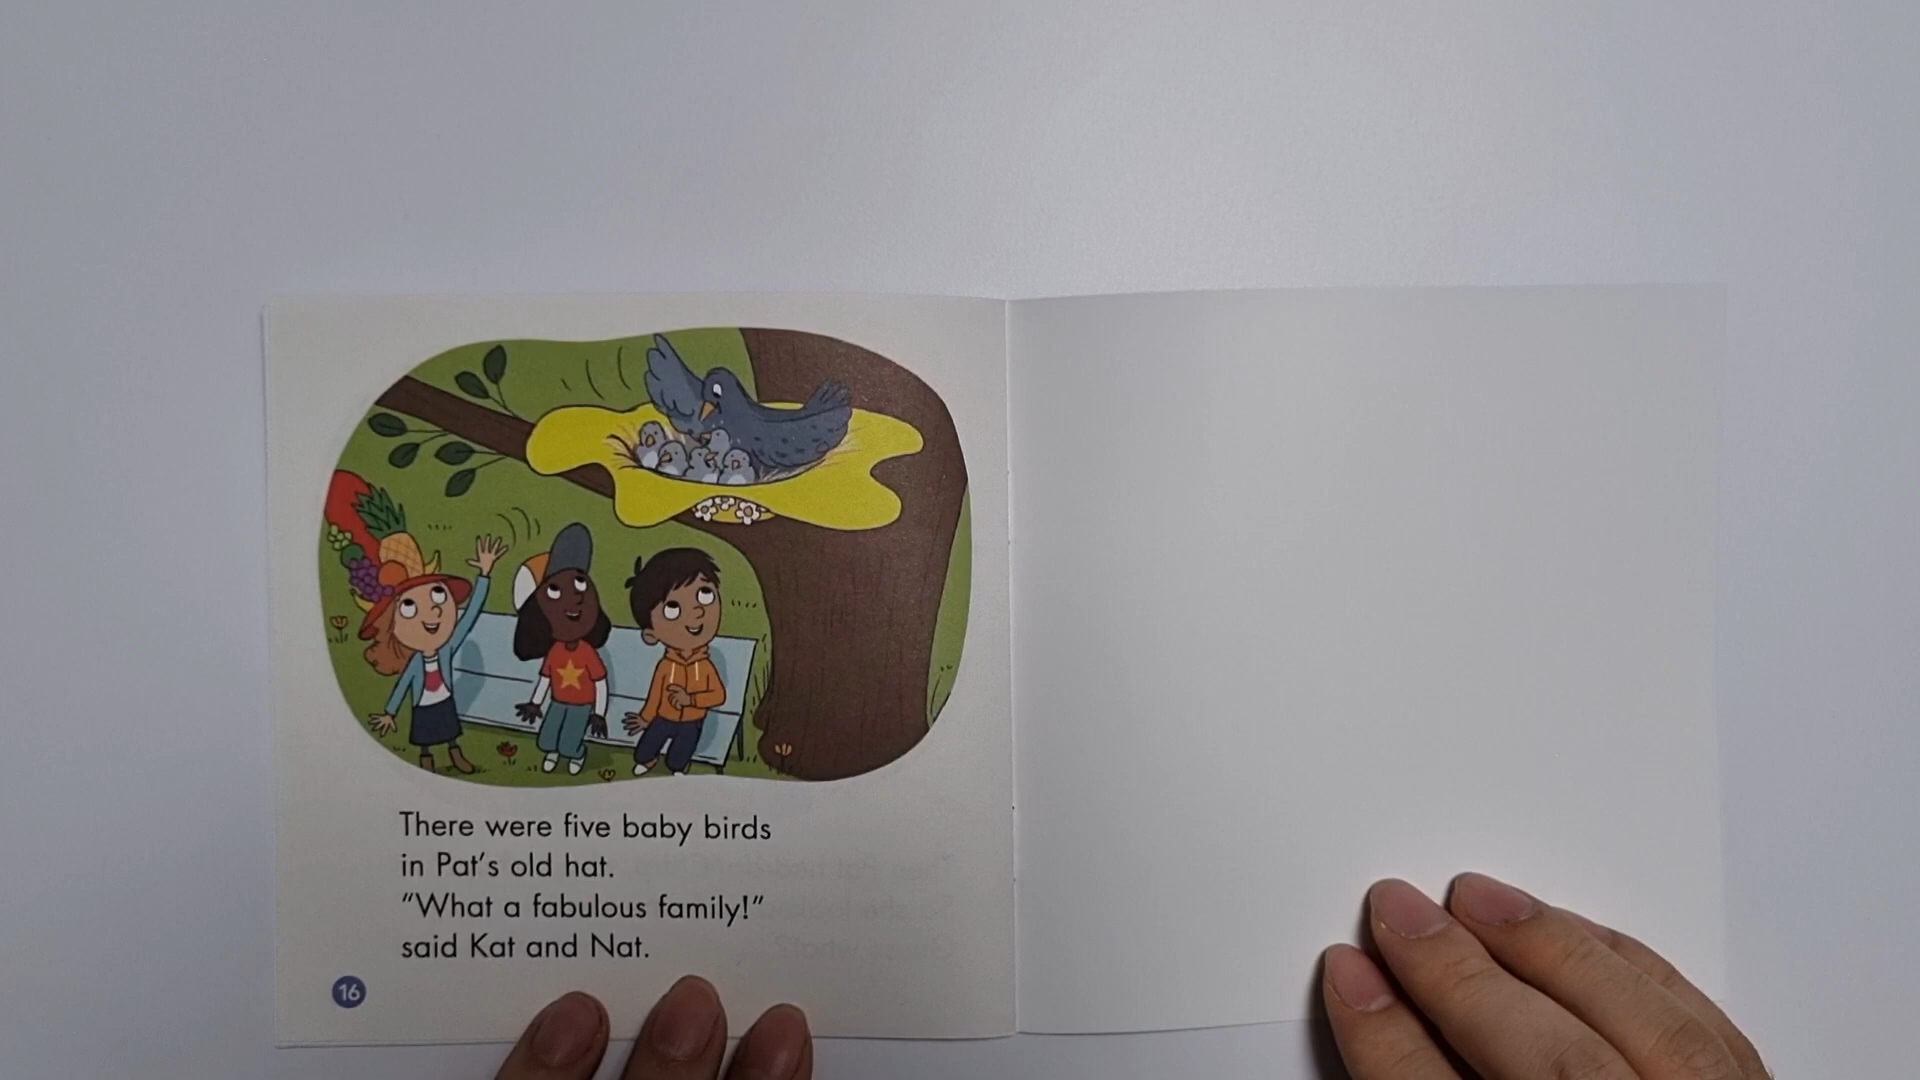 There were five baby birds
in Pat's old hat.
“What a fabulous family!”
said Kat and Nat.
16